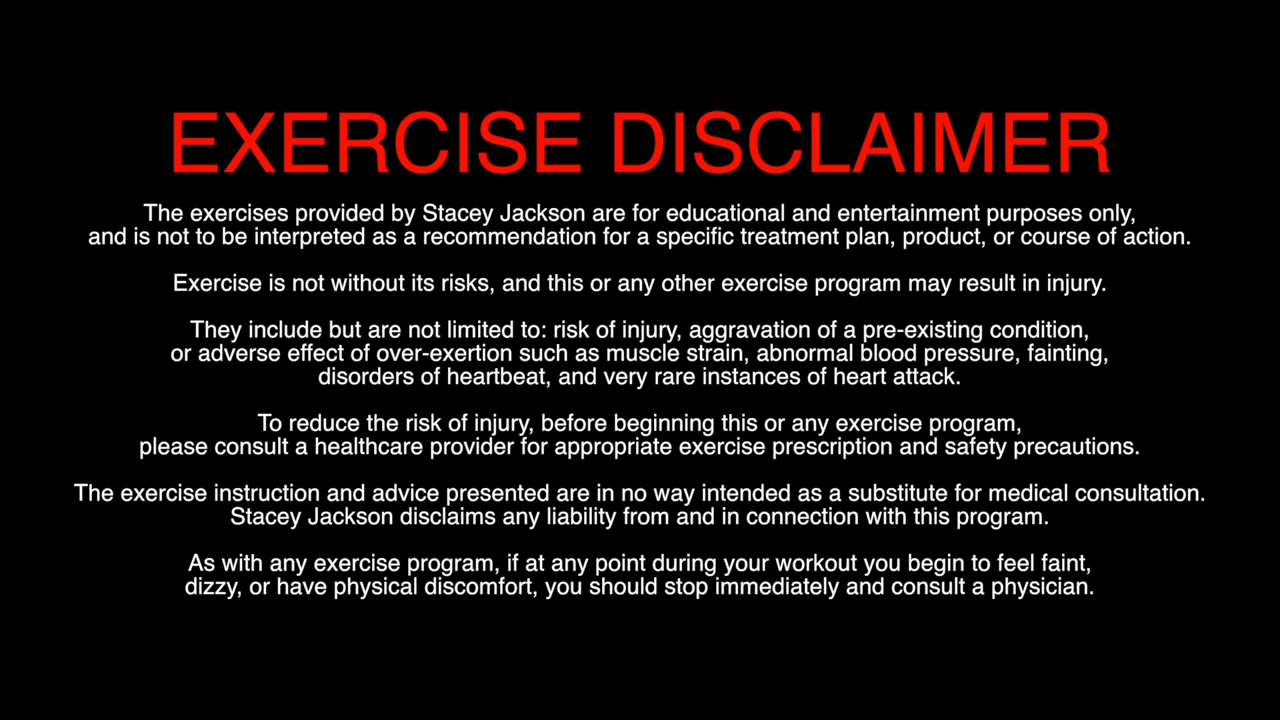 EXERCISE DISCLAIMER
The exercises provided by Stacey Jackson are for educational and entertainment purposes only,
and is not to be interpreted as a recommendation for a specific treatment plan, product, or course of action.
Exercise is not without its risks, and this or any other exercise program may result in injury.
They include but are not limited to: risk of injury, aggravation of a pre-existing condition,
or adverse effect of over-exertion such as muscle strain, abnormal blood pressure, fainting,
disorders of heartbeat, and very rare instances of heart attack.
To reduce the risk of injury, before beginning this or any exercise program,
please consult a healthcare provider for appropriate exercise prescription and safety precautions.
The exercise instruction and advice presented are in no way intended as a substitute for medical consultation.
Stacey Jackson disclaims any liability from and in connection with this program.
As with any exercise program, if at any point during your workout you begin to feel faint,
dizzy, or have physical discomfort, you should stop immediately and consult a physician.